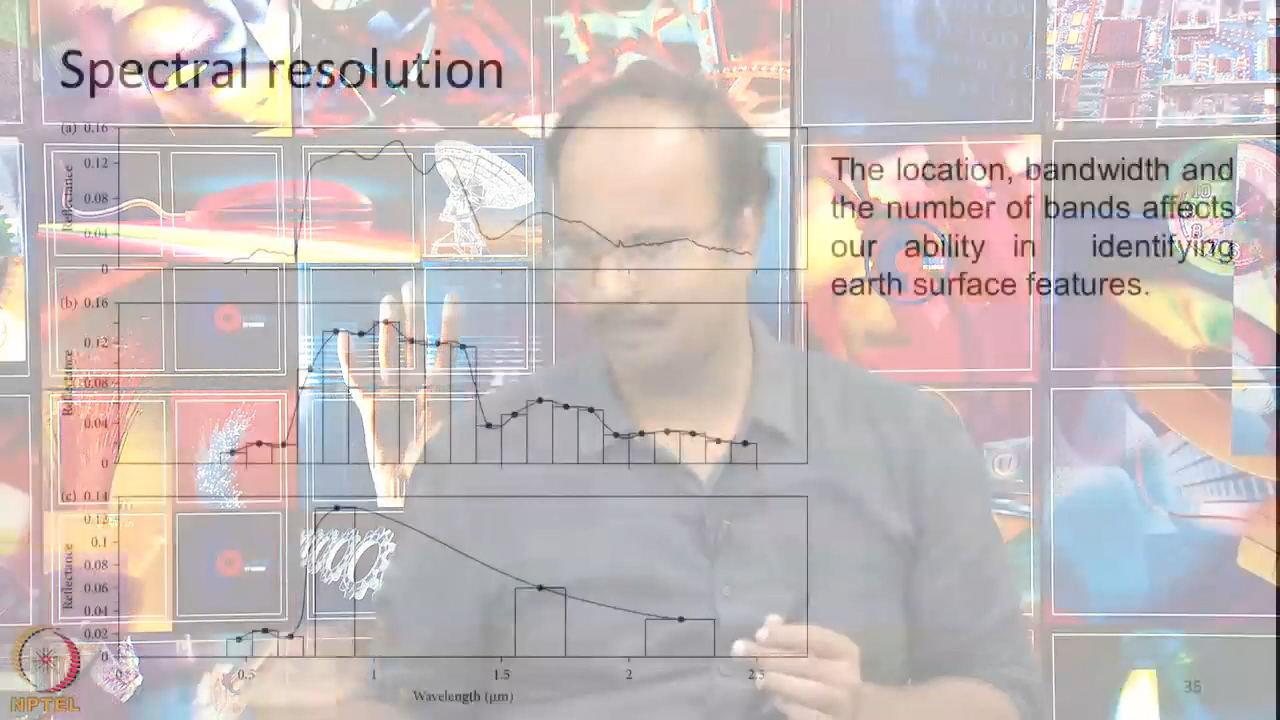 Spectral resolution
(a)
0.16
0.12
0.08
0.04
0
Reflectance
The location, bandwidth and
the number of bands affects
our ability in identifying
earth surface features.
(b)
0.16
0.12
0.08
0.04
0
Reflectance
(c)
0.14
0.12
0.1
0.08
0.06
0.04
0.02
0
Reflectance
0 0.5 1 1.5 2 2.5
Wavelength (μm)
35
NPTEL
@